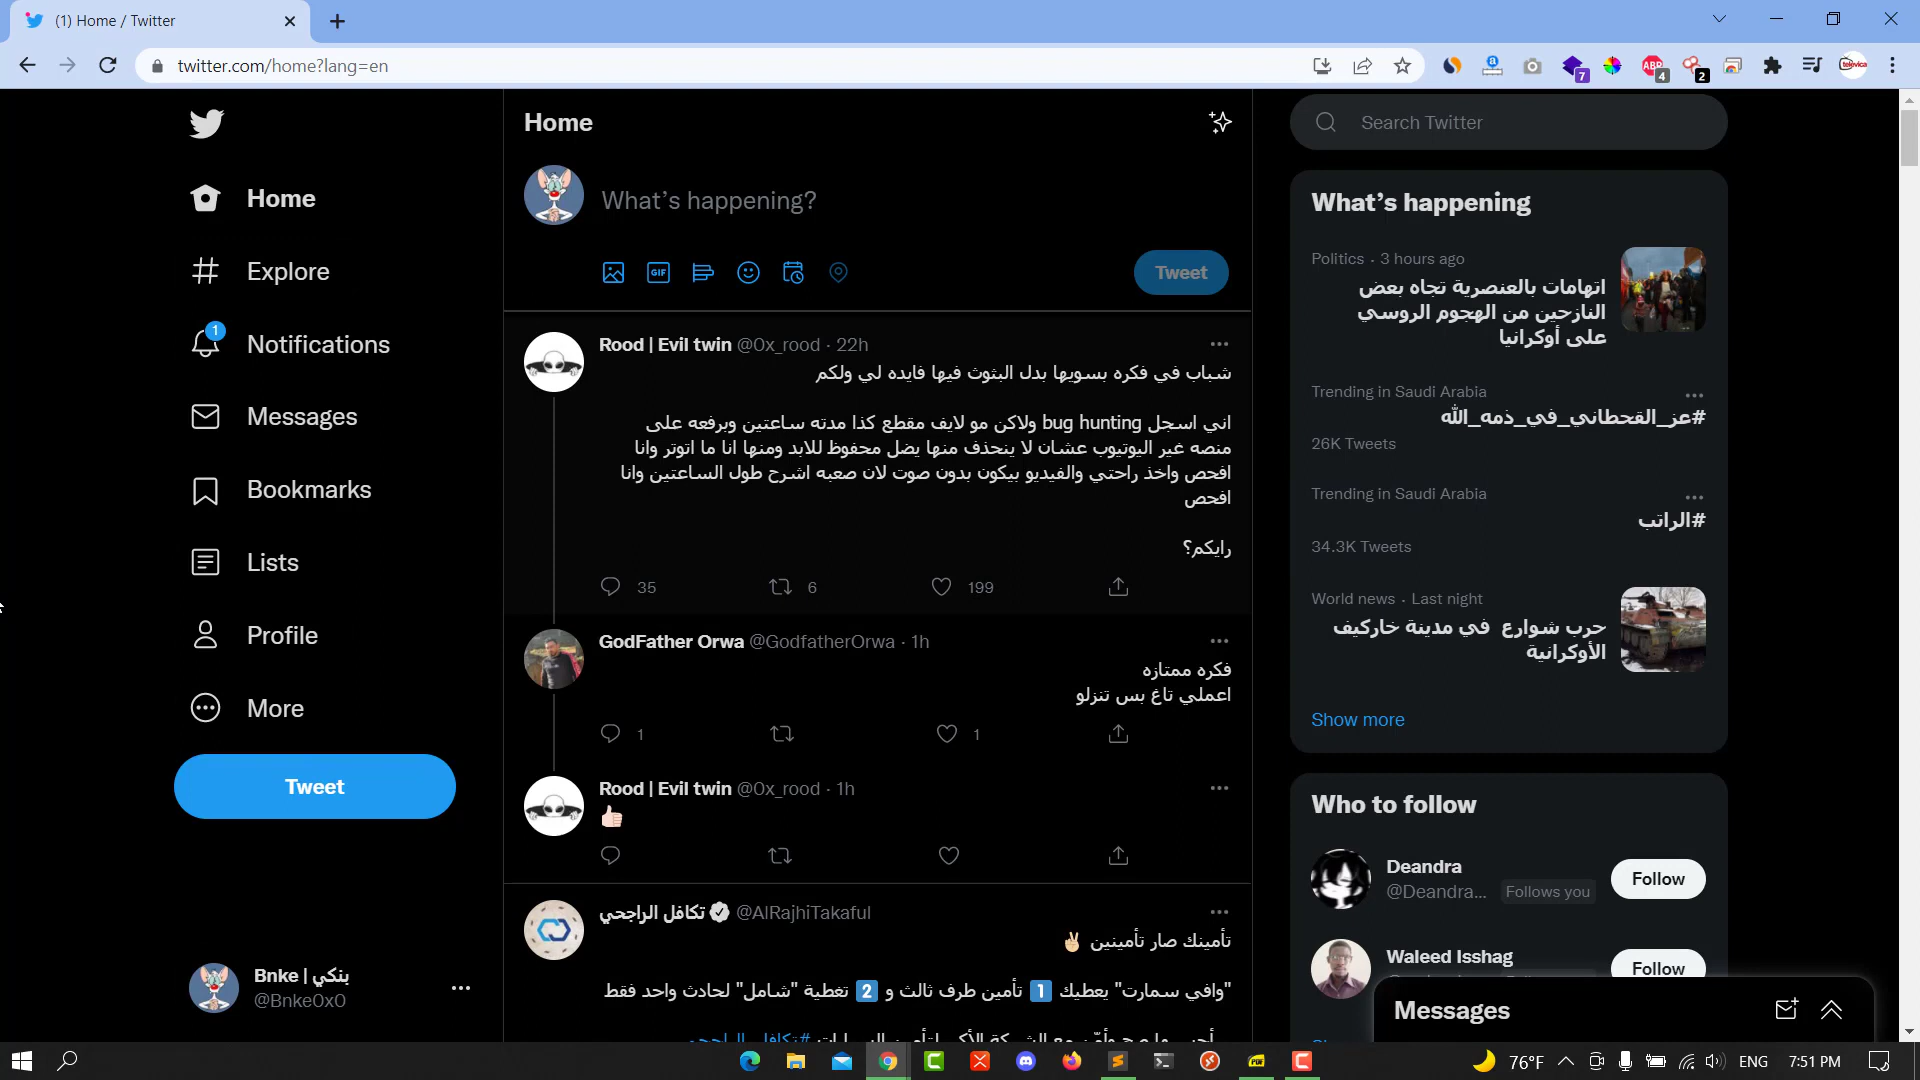 (1) Home / Twitter
twitter.com/home?lang=en
7
ABP
4
2
televica
Home
Explore
1
Notifications
Messages
Bookmarks
Lists
Profile
More
Tweet
Bnke | بنكي
@Bnke0x0
Home
What's happening?
GIF
Tweet
Rood | Evil twin @0x_rood · 22h
شباب في فكره بسويها بدل البثوث فيها فايده لي ولكم
اني اسجل bug hunting ولاكن مو لايف مقطع كذا مدته ساعتين وبرفعه على
منصه غير اليوتيوب عشان لا ينحذف منها يضل محفوظ للابد ومنها انا ما اتوتر وانا
افحص واخذ راحتي والفيديو بيكون بدون صوت لان صعبه اشرح طول الساعتين وانا
افحص
رايكم؟
35
6
199
GodFather Orwa @GodfatherOrwa · 1h
فكره ممتازه
اعملي تاغ بس تنزلو
1
1
Rood | Evil twin @0x_rood · 1h
تكافل الراجحي @AlRajhiTakaful
تأمينك صار تأمينين
"وافي سمارت" يعطيك 1 تأمين طرف ثالث و 2 تغطية "شامل" لحادث واحد فقط
Search Twitter
What's happening
Politics · 3 hours ago
اتهامات بالعنصرية تجاه بعض
النازحين من الهجوم الروسي
على أوكرانيا
Trending in Saudi Arabia
#عز_القحطاني_في_ذمه_الله
26K Tweets
Trending in Saudi Arabia
#الراتب
34.3K Tweets
World news · Last night
حرب شوارع في مدينة خاركيف
الأوكرانية
Show more
Who to follow
Deandra
@Deandra... Follows you
Follow
Waleed Isshag
Follow
Messages
PDF
76°F
ENG
7:51 PM